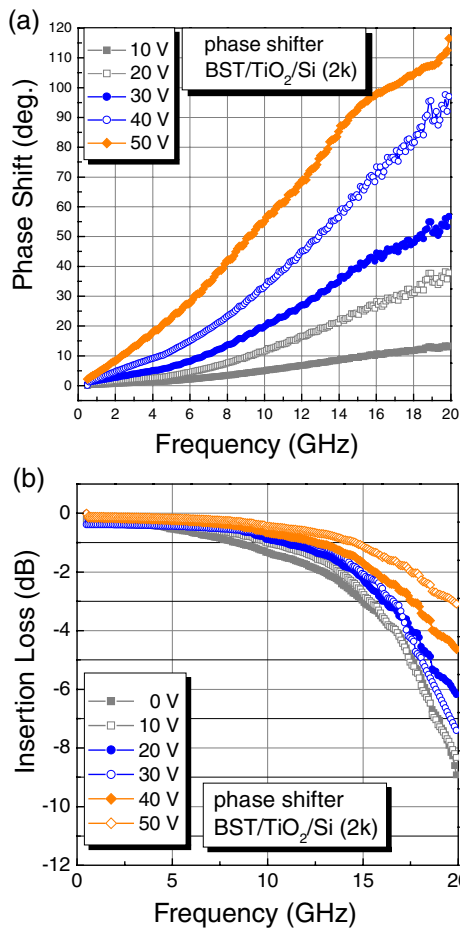 (a)
120
110
100
90
80
70
60
50
40
30
20
10
0
Phase Shift (deg.)
10 V
20 V
30 V
40 V
50 V
phase shifter
BST/TiO₂/Si (2k)
0 2 4 6 8 10 12 14 16 18 20
Frequency (GHz)
(b)
0
-2
-4
-6
-8
-10
-12
Insertion Loss (dB)
0 V
10 V
20 V
30 V
40 V
50 V
phase shifter
BST/TiO₂/Si (2k)
0 5 10 15 20
Frequency (GHz)